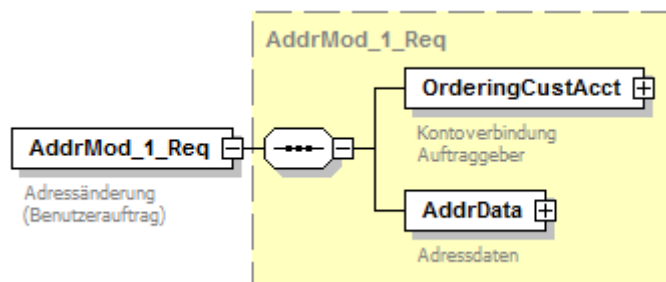 AddrMod_1_Req
OrderingCustAcct
Kontoverbindung
Auftraggeber
AddrMod_1_Req
Adressänderung
(Benutzerauftrag)
AddrData
Adressdaten